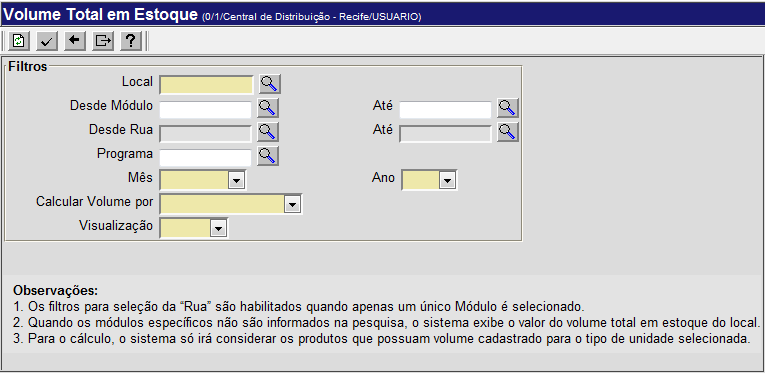 Volume Total em Estoque (0/1/Central de Distribuição - Recife/USUARIO)
?
Filtros
Local
Desde Módulo Até
Desde Rua Até
Programa
Mês Ano
Calcular Volume por
Visualização
Observações:
1. Os filtros para seleção da “Rua” são habilitados quando apenas um único Módulo é selecionado.
2. Quando os módulos específicos não são informados na pesquisa, o sistema exibe o valor do volume total em estoque do local.
3. Para o cálculo, o sistema só irá considerar os produtos que possuam volume cadastrado para o tipo de unidade selecionada.